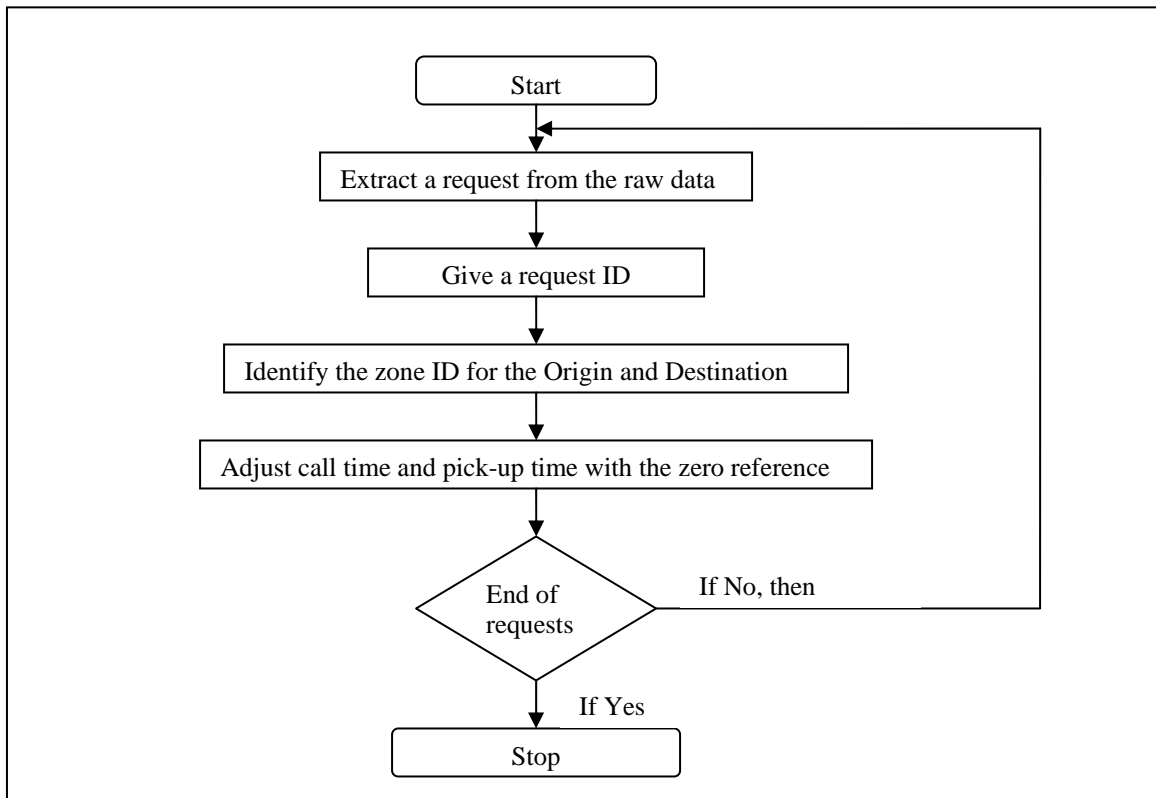 Start
Extract a request from the raw data
Give a request ID
Identify the zone ID for the Origin and Destination
Adjust call time and pick-up time with the zero reference
End of
requests
If No, then
If Yes
Stop